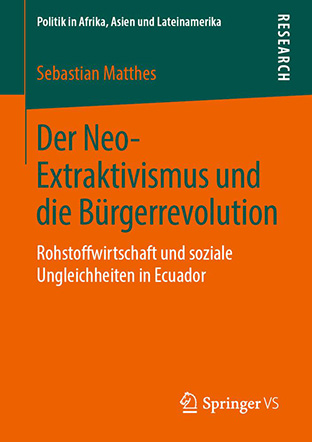 Politik in Afrika, Asien und Lateinamerika
RESEARCH
Sebastian Matthes
Der Neo-
Extraktivismus und
die Bürgerrevolution
Rohstoffwirtschaft und soziale
Ungleichheiten in Ecuador
Springer VS